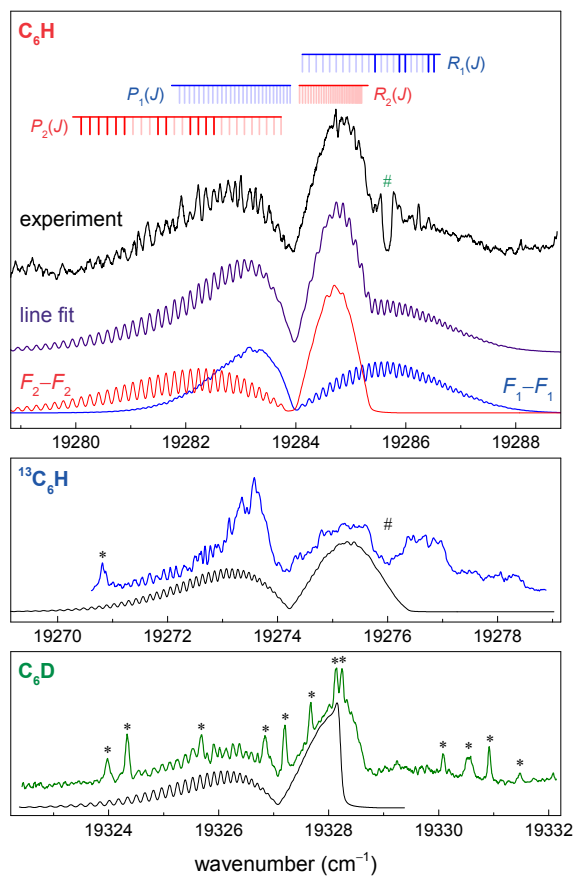 C₆H
R₁(J)
P₁(J)
R₂(J)
P₂(J)
#
experiment
line fit
F₂–F₂
F₁–F₁
19280 19282 19284 19286 19288
¹³C₆H
#
*
19270 19272 19274 19276 19278
C₆D
* * * * * * * * * * * *
19324 19326 19328 19330 19332
wavenumber (cm⁻¹)